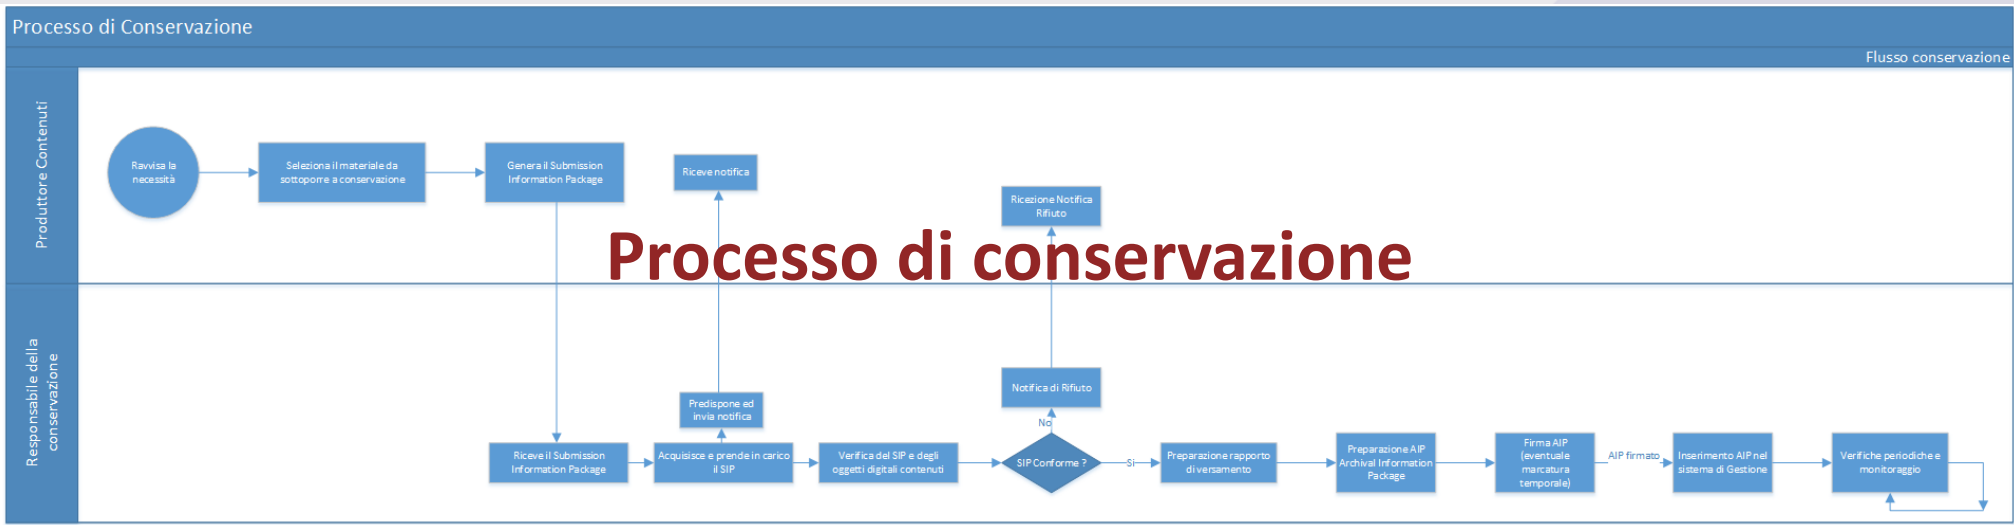 Processo di Conservazione
Flusso conservazione
Produttore Contenuti
Ravvisa la
necessità
Seleziona il materiale da
sottoporre a conservazione
Genera il Submission
Information Package
Riceve notifica
Ricezione Notifica
Rifiuto
Processo di conservazione
Responsabile della
conservazione
Riceve il Submission
Information Package
Predispone ed
invia notifica
Acquisisce e prende in carico
il SIP
Verifica del SIP e degli
oggetti digitali contenuti
Notifica di Rifiuto
No
SIP Conforme ?
Si
Preparazione rapporto
di versamento
Preparazione AIP
Archival Information
Package
Firma AIP
(eventuale
marcatura
temporale)
AIP firmato
Inserimento AIP nel
sistema di Gestione
Verifiche periodiche e
monitoraggio